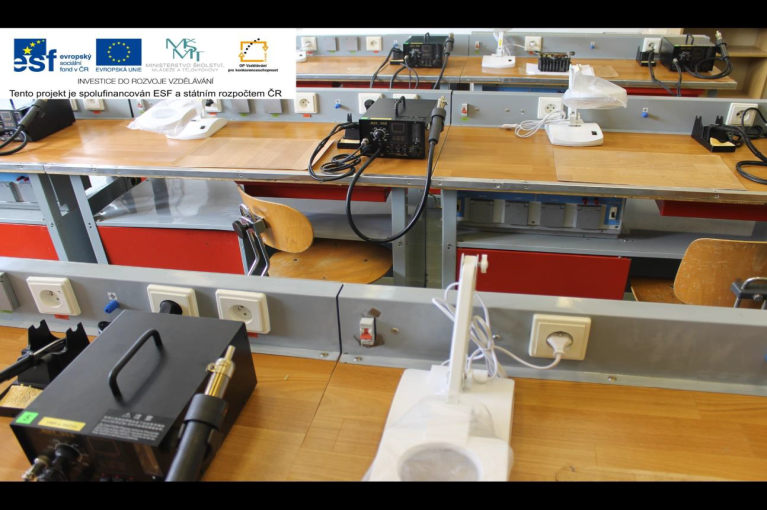 esf evropský
sociální
fond v ČR
EVROPSKÁ UNIE
MINISTERSTVO ŠKOLSTVÍ,
MLÁDEŽE A TĚLOVÝCHOVY
OP Vzdělávání
pro konkurenceschopnost
INVESTICE DO ROZVOJE VZDĚLÁVÁNÍ
Tento projekt je spolufinancován ESF a státním rozpočtem ČR